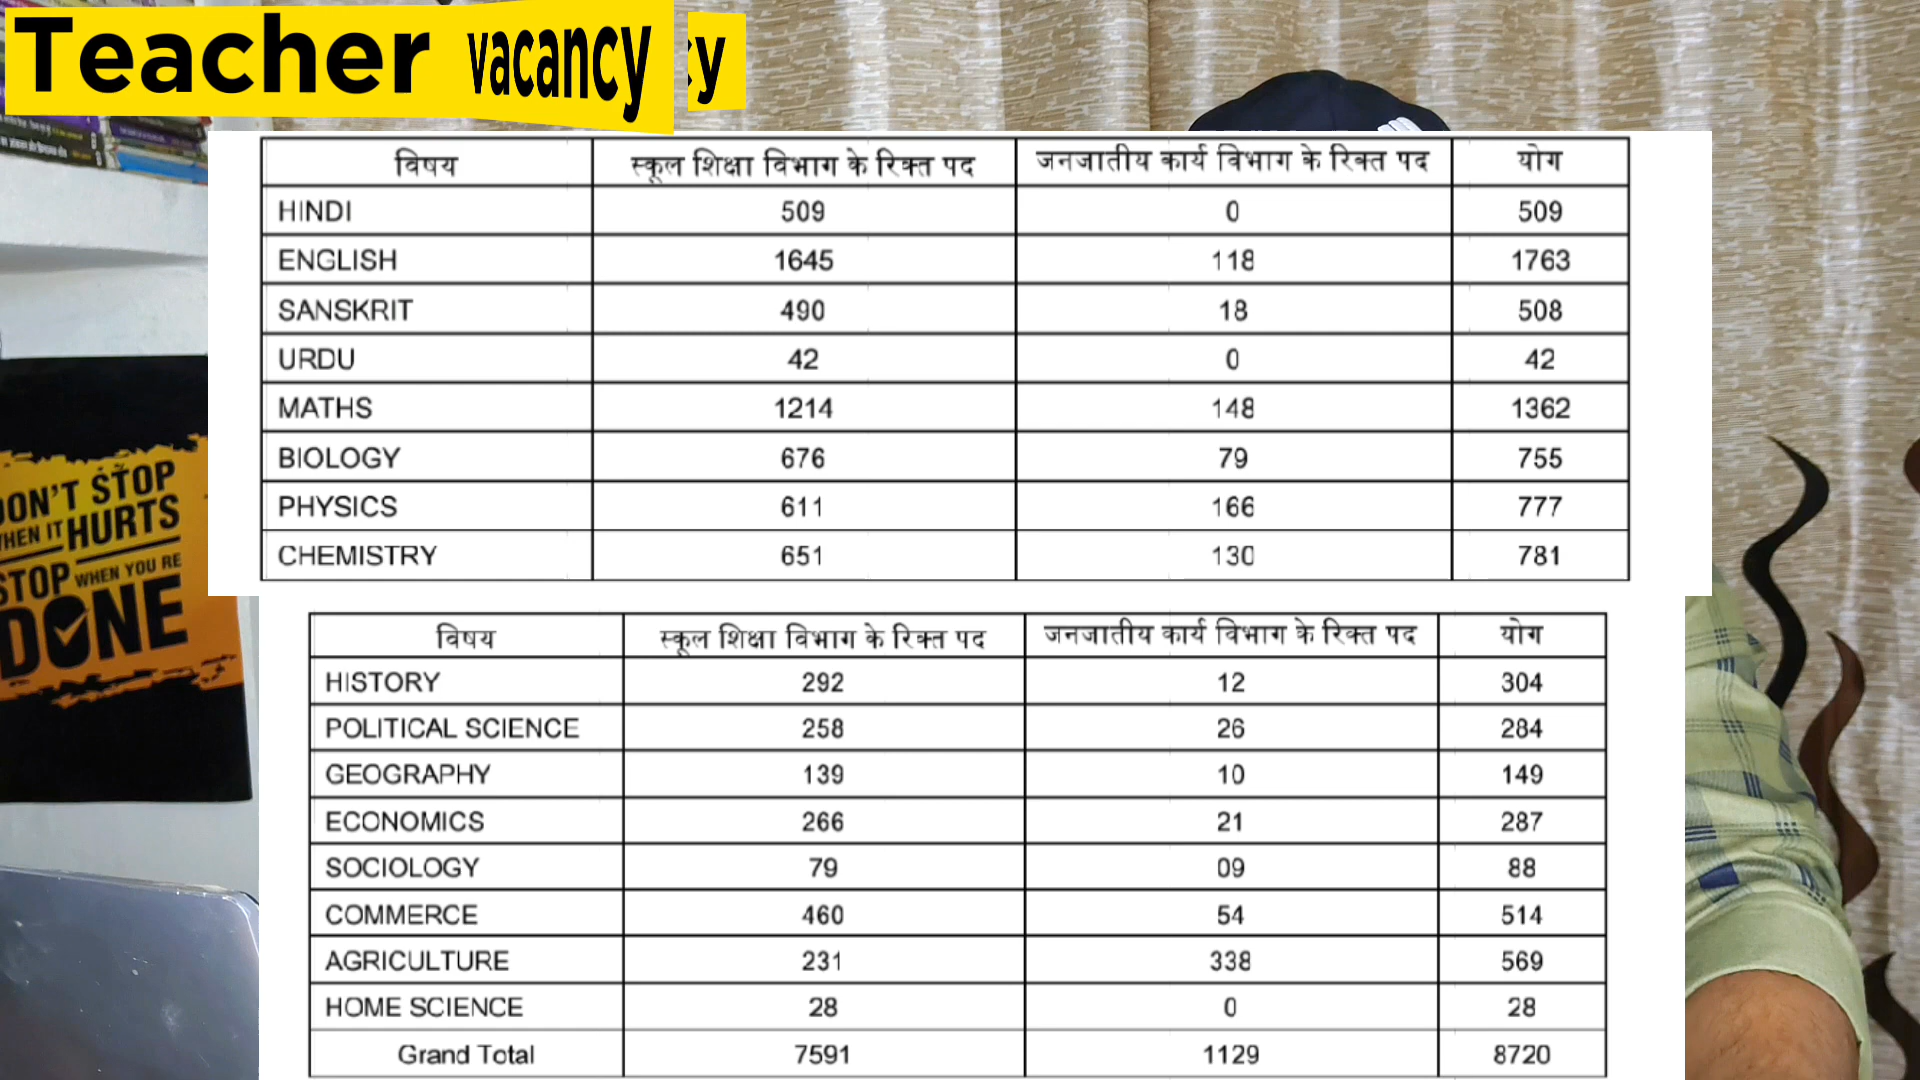 Teacher vacancy
cy
विषय स्कूल शिक्षा विभाग के रिक्त पद जनजातीय कार्य विभाग के रिक्त पद योग
HINDI 509 0 509
ENGLISH 1645 118 1763
SANSKRIT 490 18 508
URDU 42 0 42
MATHS 1214 148 1362
BIOLOGY 676 79 755
PHYSICS 611 166 777
CHEMISTRY 651 130 781
विषय स्कूल शिक्षा विभाग के रिक्त पद जनजातीय कार्य विभाग के रिक्त पद योग
HISTORY 292 12 304
POLITICAL SCIENCE 258 26 284
GEOGRAPHY 139 10 149
ECONOMICS 266 21 287
SOCIOLOGY 79 09 88
COMMERCE 460 54 514
AGRICULTURE 231 338 569
HOME SCIENCE 28 0 28
Grand Total 7591 1129 8720
DON'T STOP
WHEN IT HURTS
STOP WHEN YOU RE
DONE